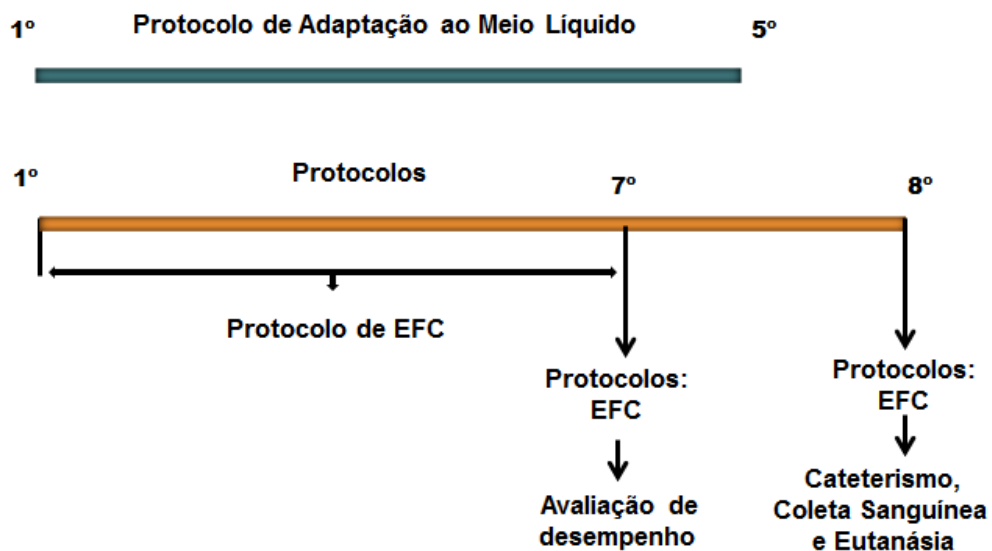 1º Protocolo de Adaptação ao Meio Líquido 5º
1º Protocolos 7º 8º
Protocolo de EFC
Protocolos:
EFC
Avaliação de
desempenho
Protocolos:
EFC
Cateterismo,
Coleta Sanguínea
e Eutanásia